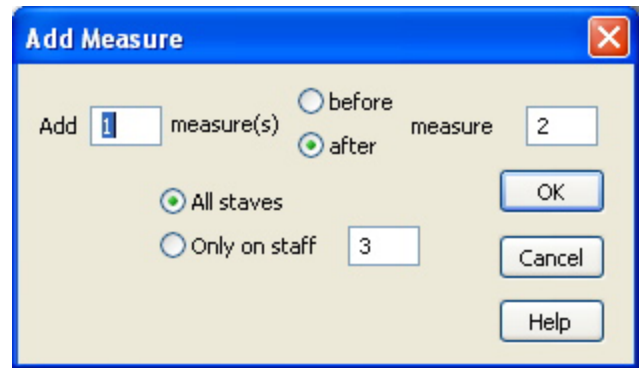 Add Measure
before
Add 1 measure(s) measure 2
after
All staves
OK
Only on staff 3
Cancel
Help